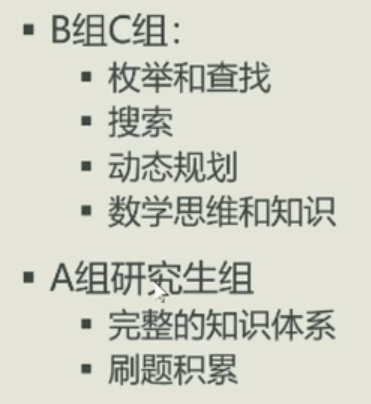 B组C组：
枚举和查找
搜索
动态规划
数学思维和知识
A组研究生组
完整的知识体系
刷题积累